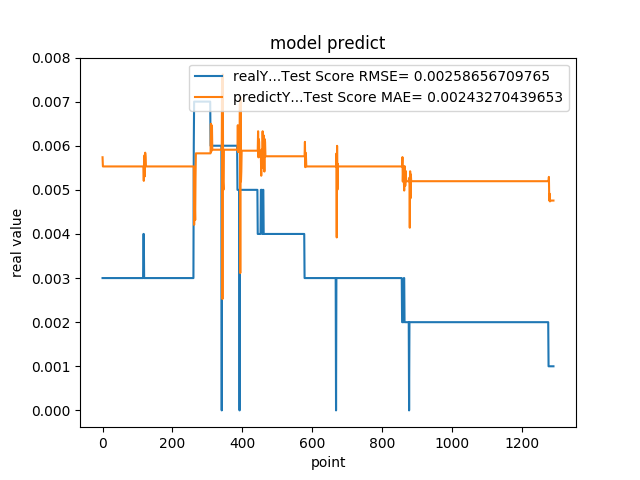 model predict
realY...Test Score RMSE= 0.00258656709765
predictY...Test Score MAE= 0.00243270439653
0.008
0.007
0.006
0.005
0.004
0.003
0.002
0.001
0.000
real value
0 200 400 600 800 1000 1200
point